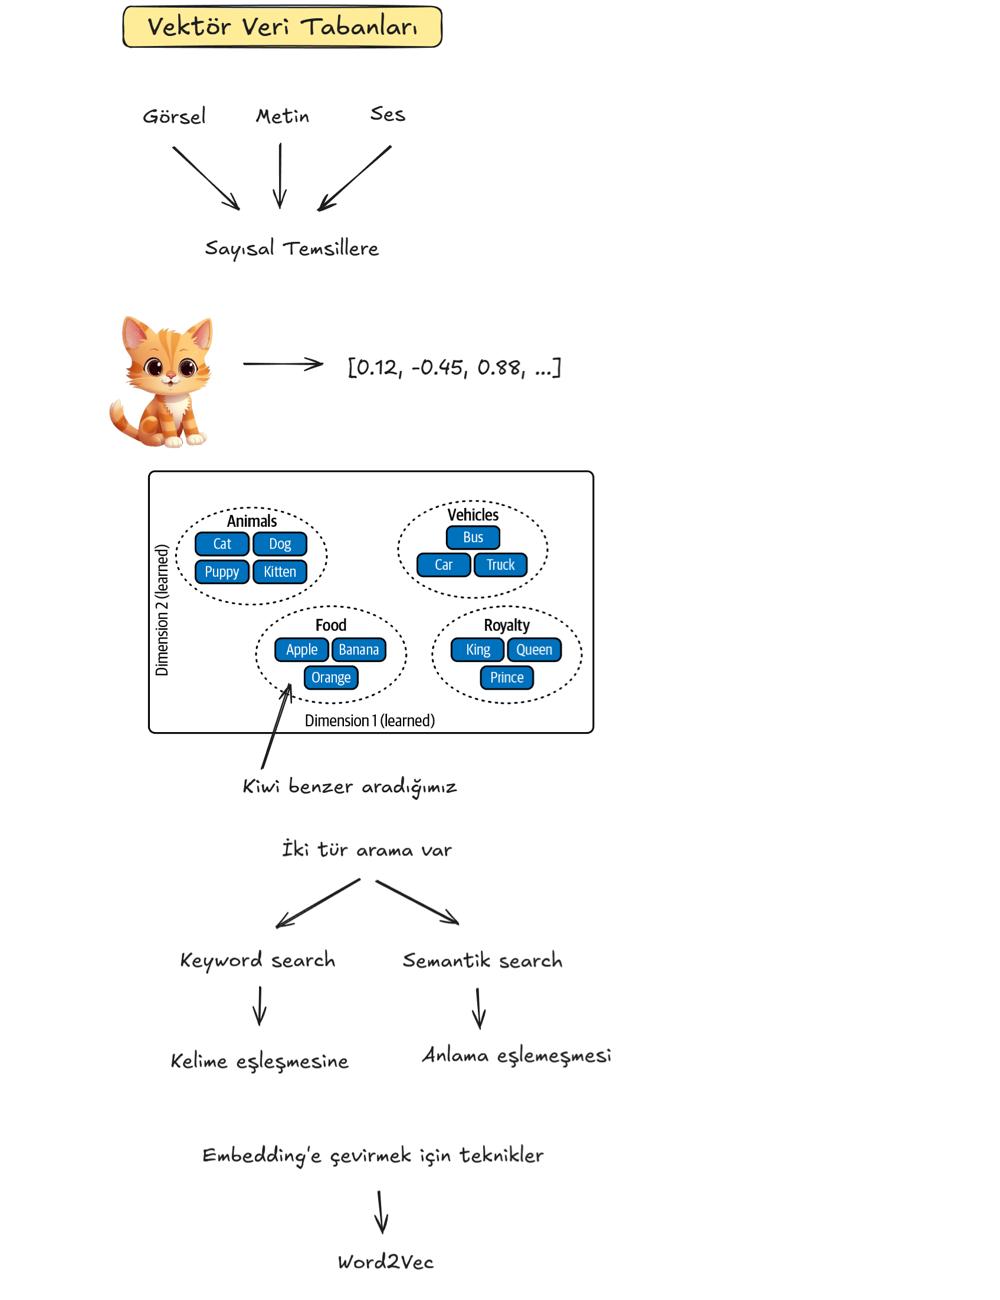 Vektör Veri Tabanları
Görsel Metin Ses
Sayısal Temsillere
[0.12, -0.45, 0.88, ...]
Animals
Cat Dog
Puppy Kitten
Vehicles
Bus
Car Truck
Dimension 2 (learned)
Food
Apple Banana
Orange
Royalty
King Queen
Prince
Dimension 1 (learned)
Kiwi benzer aradığımız
İki tür arama var
Keyword search Semantik search
Kelime eşleşmesine Anlama eşlemeşmesi
Embedding'e çevirmek için teknikler
Word2Vec